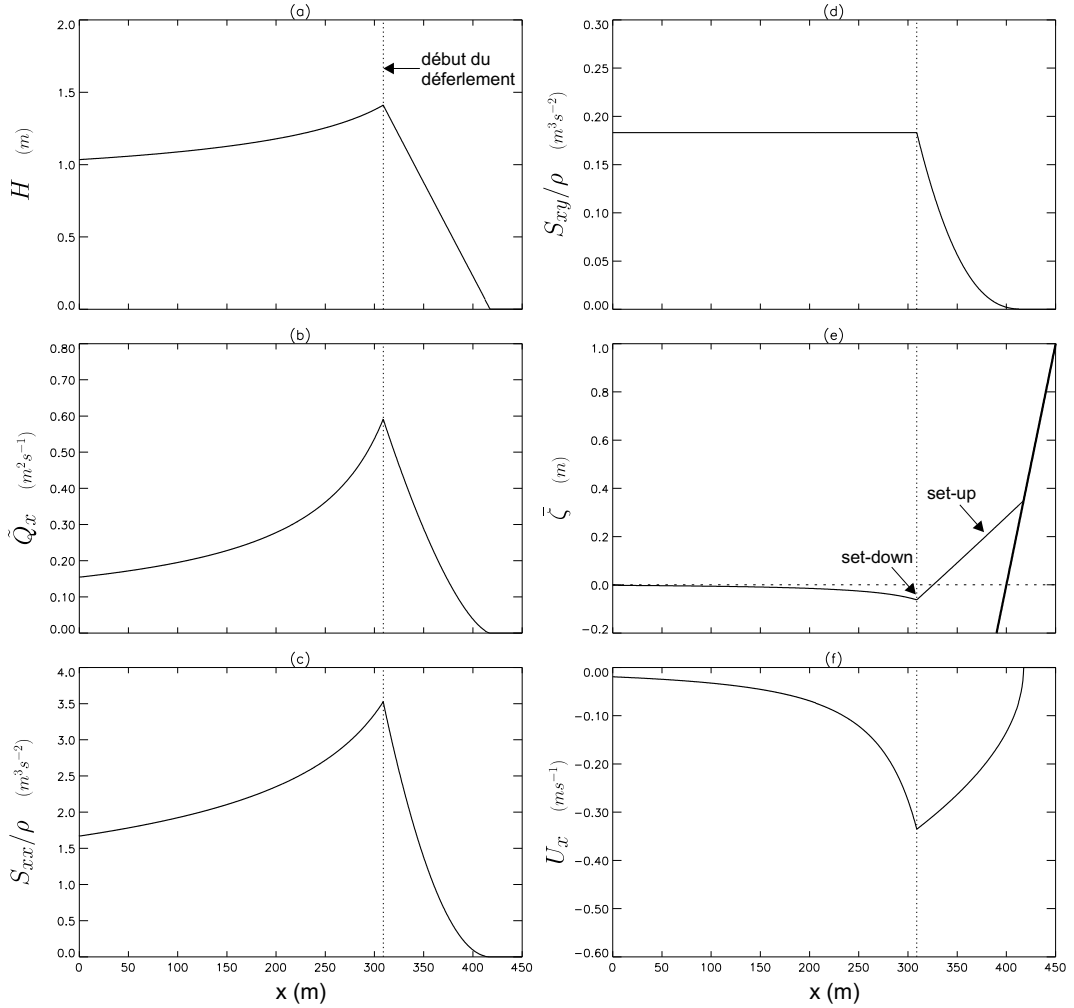 (a)
2.0
1.5
1.0
0.5
0.0
H (m)
début du
déferlement
(d)
0.30
0.25
0.20
0.15
0.10
0.05
0.00
S_{xy}/ρ (m³s⁻²)
(b)
0.80
0.70
0.60
0.50
0.40
0.30
0.20
0.10
0.00
Q̃_x (m²s⁻¹)
(e)
1.0
0.8
0.6
0.4
0.2
0.0
-0.2
ζ̄ (m)
set-up
set-down
(c)
4.0
3.5
3.0
2.5
2.0
1.5
1.0
0.5
0.0
S_{xx}/ρ (m³s⁻²)
0 50 100 150 200 250 300 350 400 450
x (m)
(f)
0.00
-0.10
-0.20
-0.30
-0.40
-0.50
-0.60
U_x (ms⁻¹)
0 50 100 150 200 250 300 350 400 450
x (m)